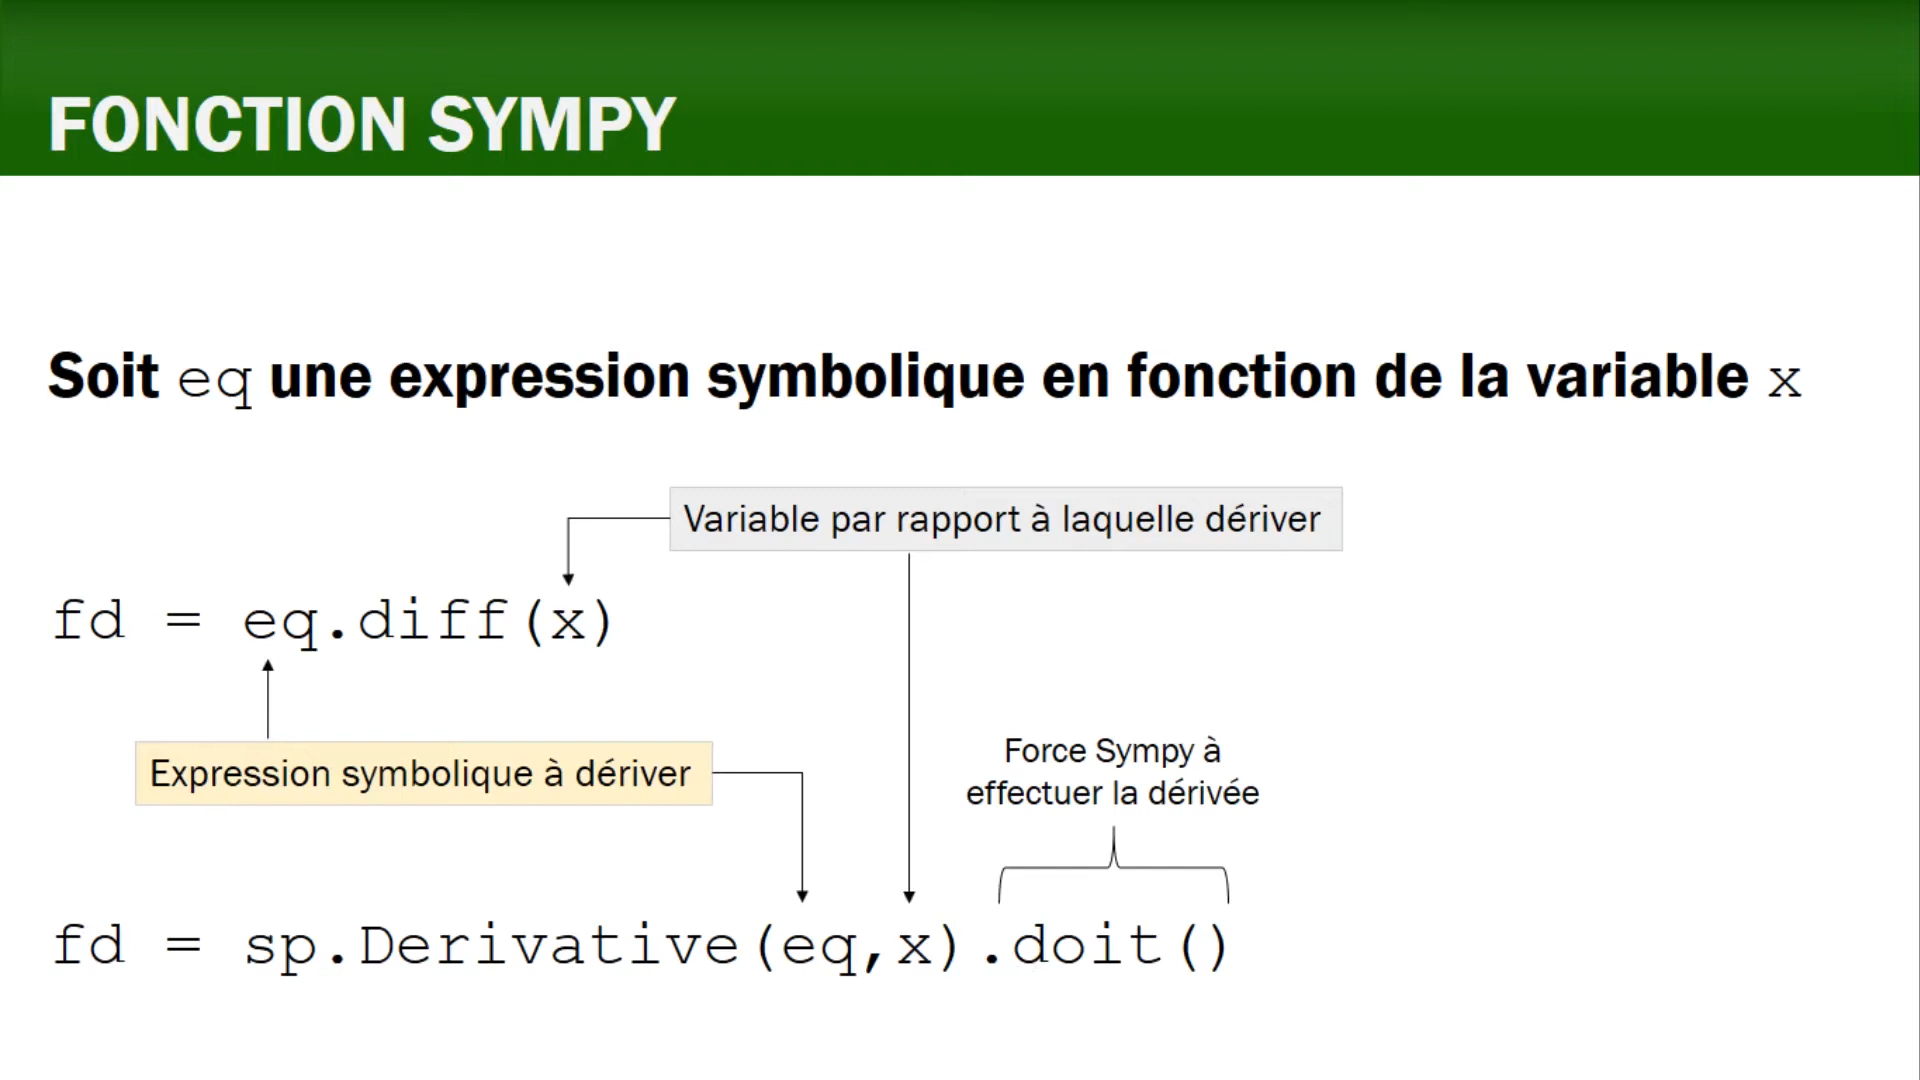 FONCTION SYMPY
Soit eq une expression symbolique en fonction de la variable x
Variable par rapport à laquelle dériver
fd = eq.diff(x)
Expression symbolique à dériver
Force Sympy à
effectuer la dérivée
fd = sp.Derivative(eq,x).doit()